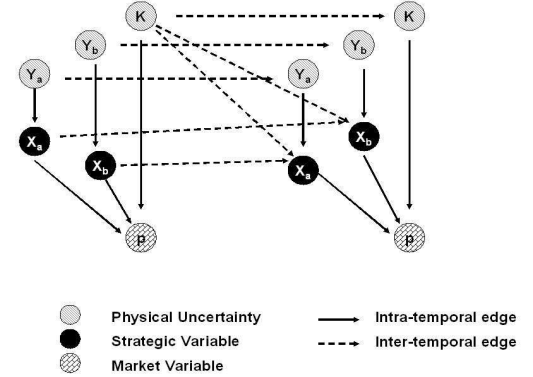 K K
Y_b Y_b
Y_a Y_a
X_b
X_a
X_b X_a
p p
Physical Uncertainty
Intra-temporal edge
Strategic Variable
Inter-temporal edge
Market Variable